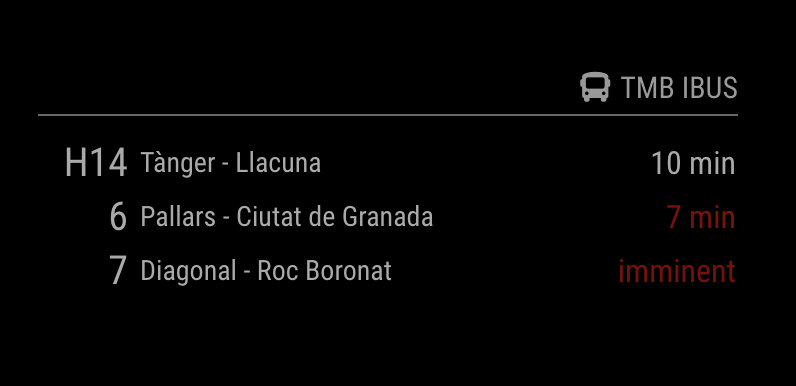 TMB IBUS
H14 Tànger - Llacuna 10 min
6 Pallars - Ciutat de Granada 7 min
7 Diagonal - Roc Boronat imminent